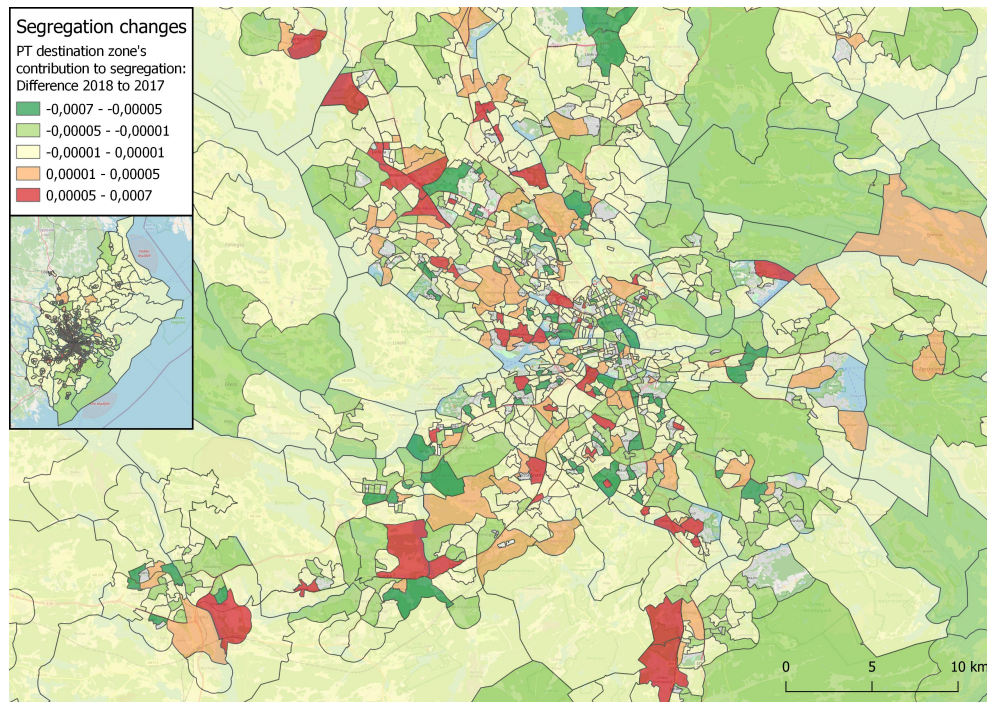 Segregation changes
PT destination zone's
contribution to segregation:
Difference 2018 to 2017
-0,0007 - -0,00005
-0,00005 - -0,00001
-0,00001 - 0,00001
0,00001 - 0,00005
0,00005 - 0,0007
0 5 10 km